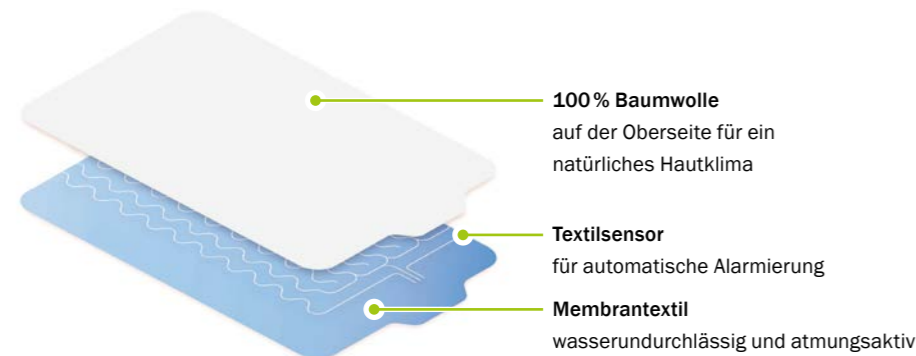 100 % Baumwolle
auf der Oberseite für ein
natürliches Hautklima
Textilsensor
für automatische Alarmierung
Membrantextil
wasserundurchlässig und atmungsaktiv